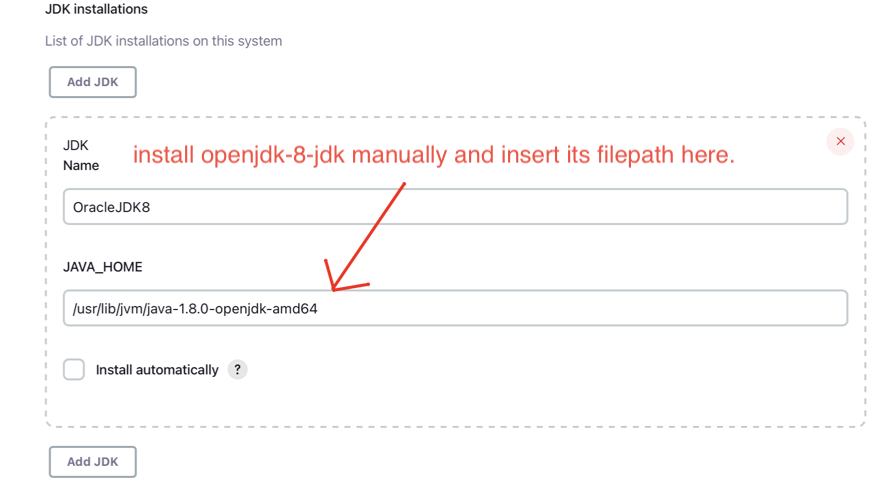 JDK installations
List of JDK installations on this system
Add JDK
JDK
Name
install openjdk-8-jdk manually and insert its filepath here.
OracleJDK8
JAVA_HOME
/usr/lib/jvm/java-1.8.0-openjdk-amd64
Install automatically ?
Add JDK